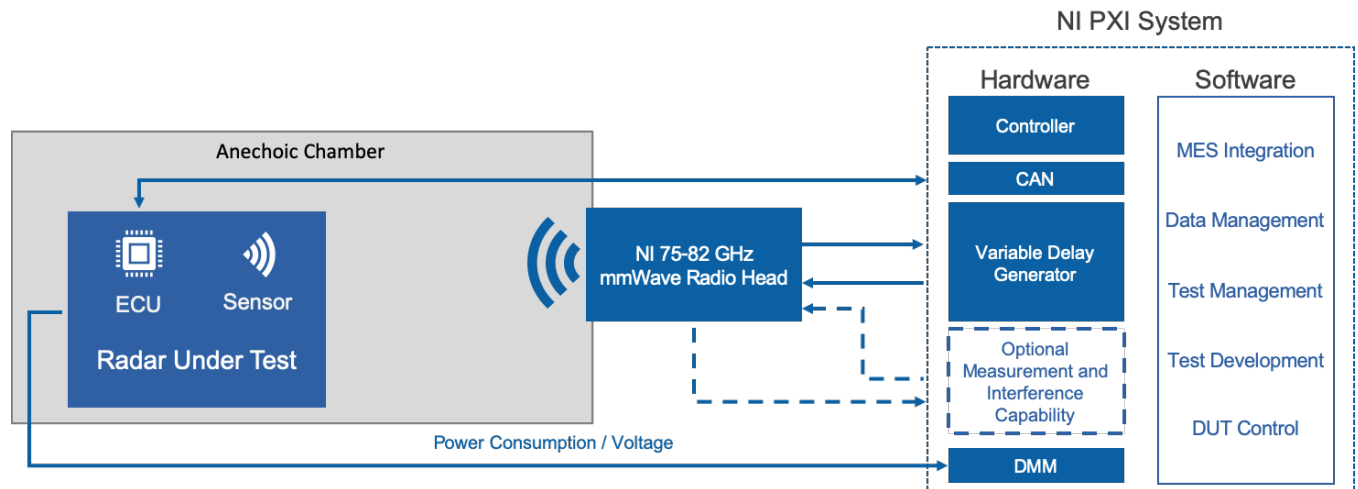 NI PXI System
Hardware
Software
Controller
CAN
Variable Delay
Generator
Optional
Measurement and
Interference
Capability
DMM
MES Integration
Data Management
Test Management
Test Development
DUT Control
Anechoic Chamber
ECU
Sensor
Radar Under Test
NI 75-82 GHz
mmWave Radio Head
Power Consumption / Voltage